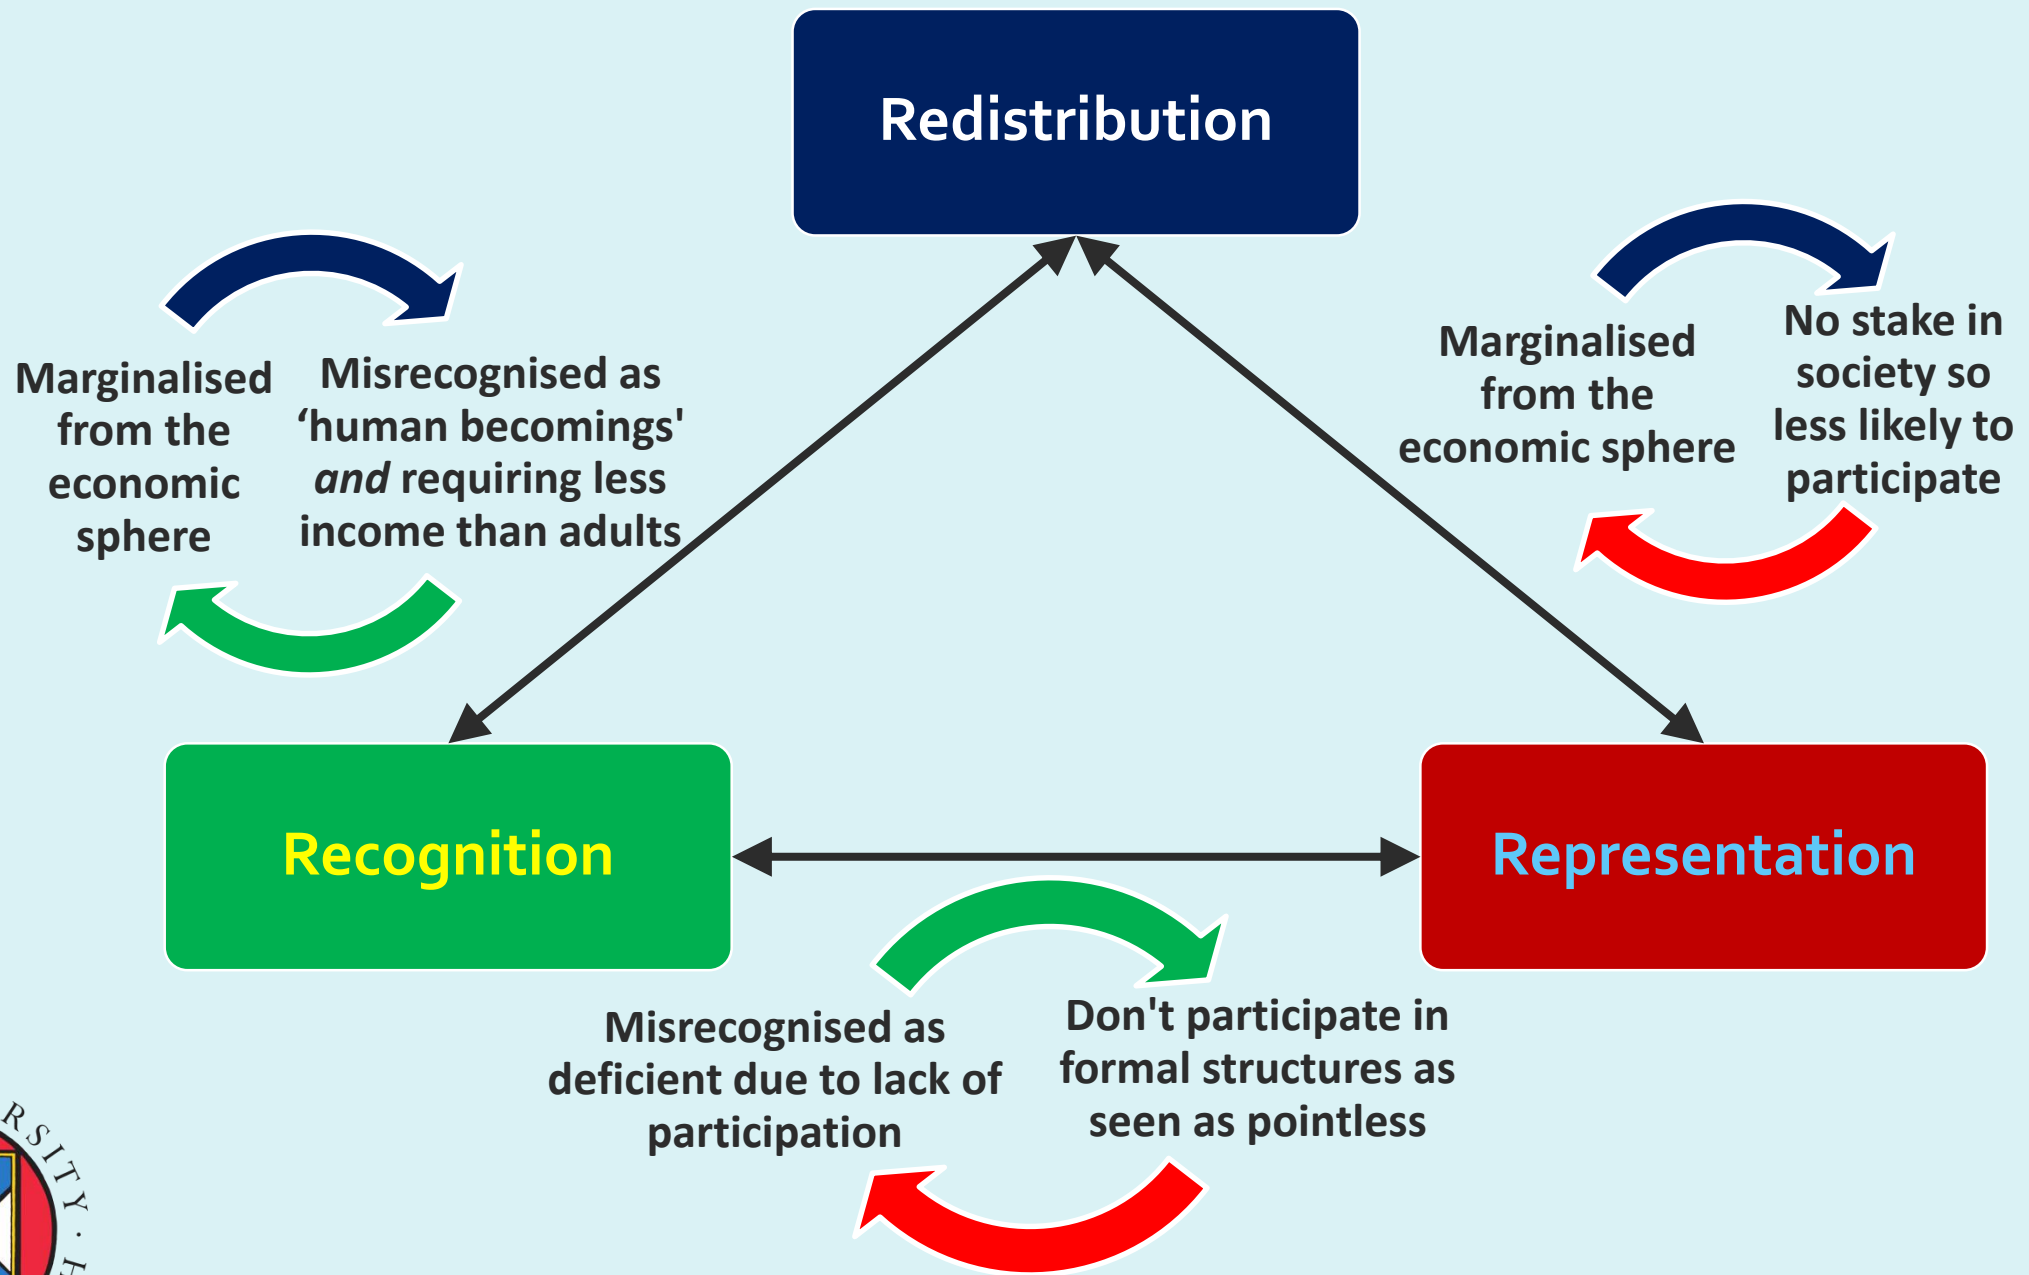 Redistribution
Marginalised
from the
economic
sphere
Misrecognised as
‘human becomings'
and requiring less
income than adults
Marginalised
from the
economic sphere
No stake in
society so
less likely to
participate
Recognition
Representation
Misrecognised as
deficient due to lack of
participation
Don't participate in
formal structures as
seen as pointless